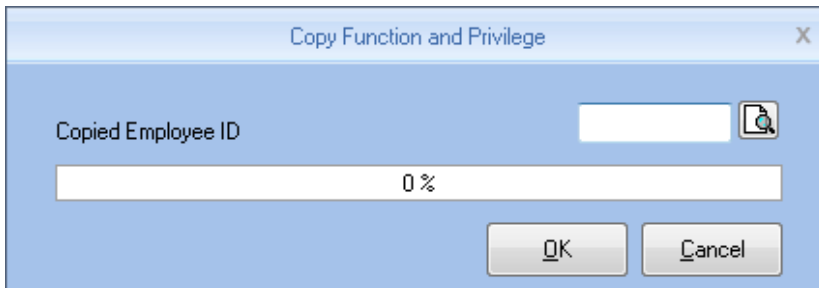 Copy Function and Privilege
X
Copied Employee ID
0 %
OK
Cancel